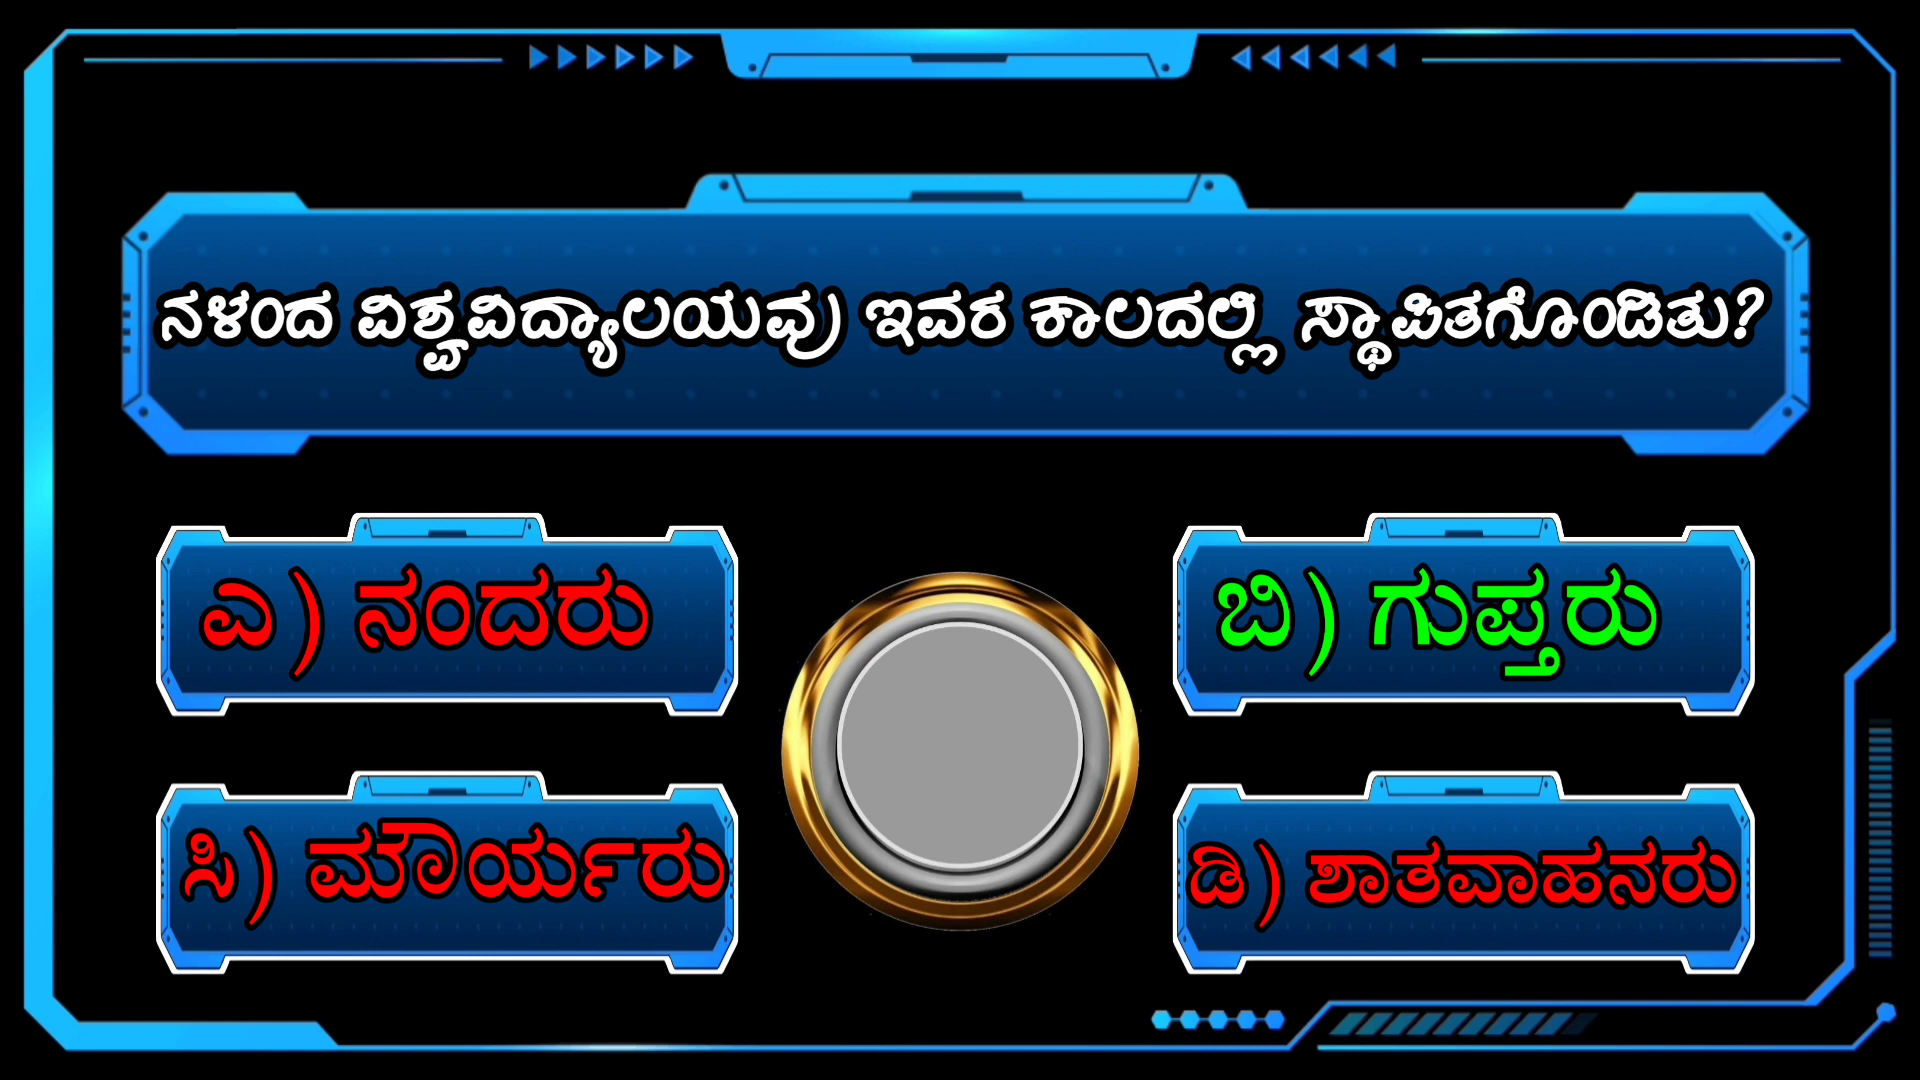 ನಳಂದ ವಿಶ್ವವಿದ್ಯಾಲಯವು ಇವರ ಕಾಲದಲ್ಲಿ ಸ್ಥಾಪಿತಗೊಂಡಿತು?
ಎ) ನಂದರು
ಬಿ) ಗುಪ್ತರು
ಸಿ) ಮೌರ್ಯರು
ಡಿ) ಶಾತವಾಹನರು